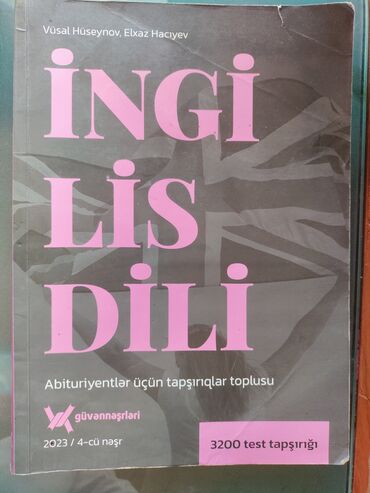 Vüsal Hüseynov, Elxaz Hacıyev
İNGİ
LİS
DİLİ
Abituriyentlər üçün tapşırıqlar toplusu
güvənnəşrləri
2023 / 4-cü nəşr
3200 test tapşırığı